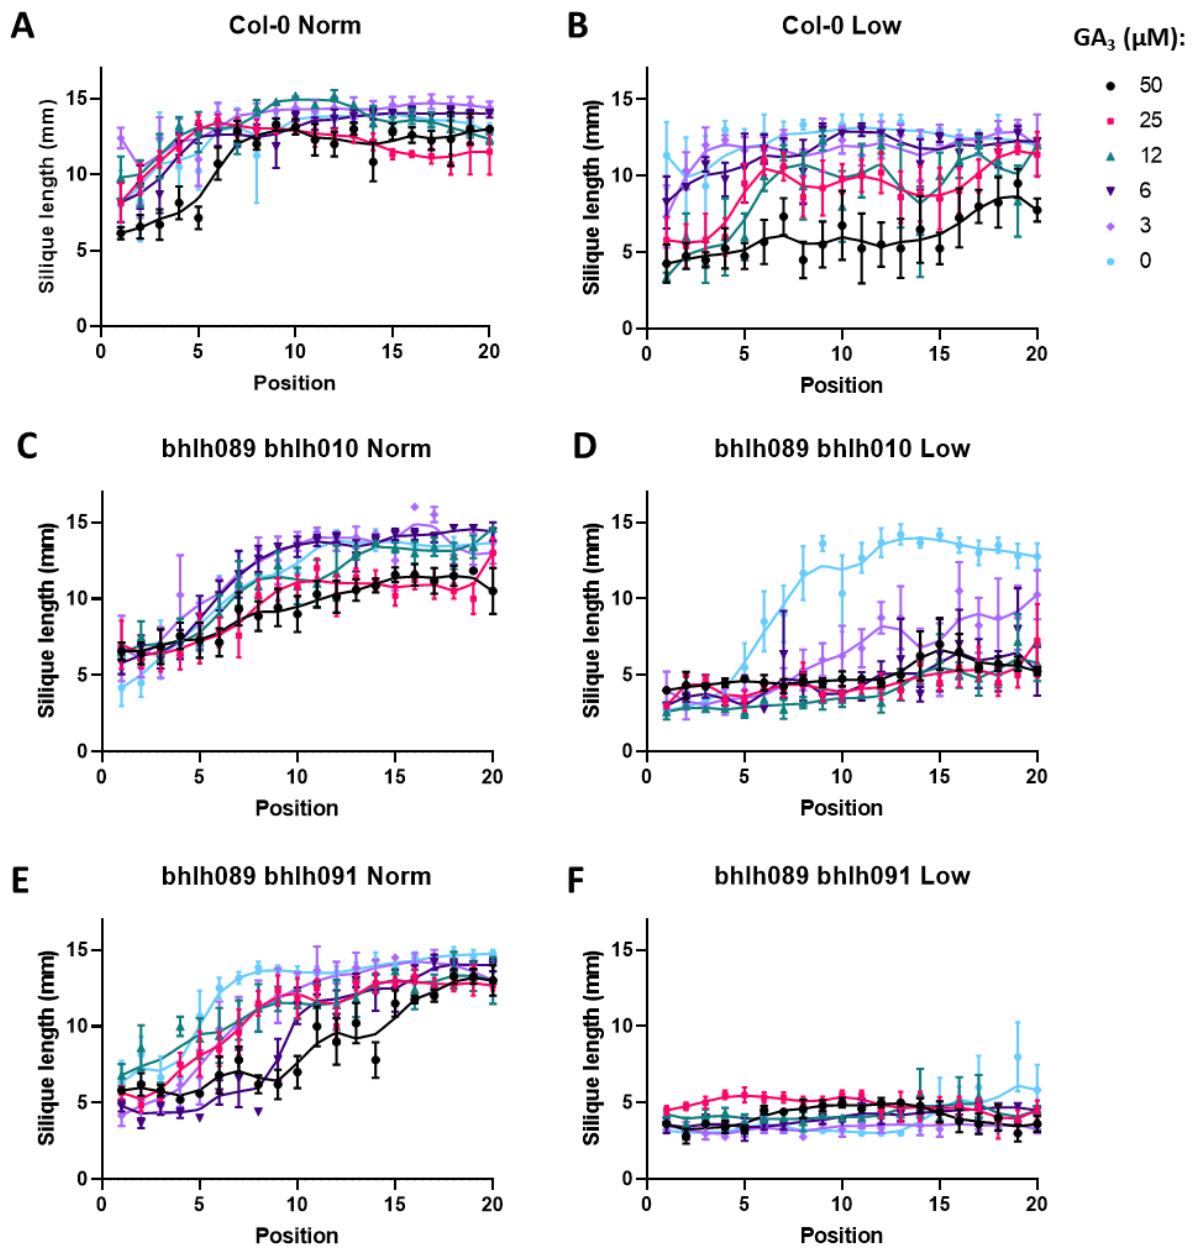 A
Col-0 Norm
Silique length (mm)
15
10
5
0
0 5 10 15 20
Position
B
Col-0 Low
Silique length (mm)
15
10
5
0
0 5 10 15 20
Position
GA₃ (μM):
50
25
12
6
3
0
C
bhlh089 bhlh010 Norm
Silique length (mm)
15
10
5
0
0 5 10 15 20
Position
D
bhlh089 bhlh010 Low
Silique length (mm)
15
10
5
0
0 5 10 15 20
Position
E
bhlh089 bhlh091 Norm
Silique length (mm)
15
10
5
0
0 5 10 15 20
Position
F
bhlh089 bhlh091 Low
Silique length (mm)
15
10
5
0
0 5 10 15 20
Position